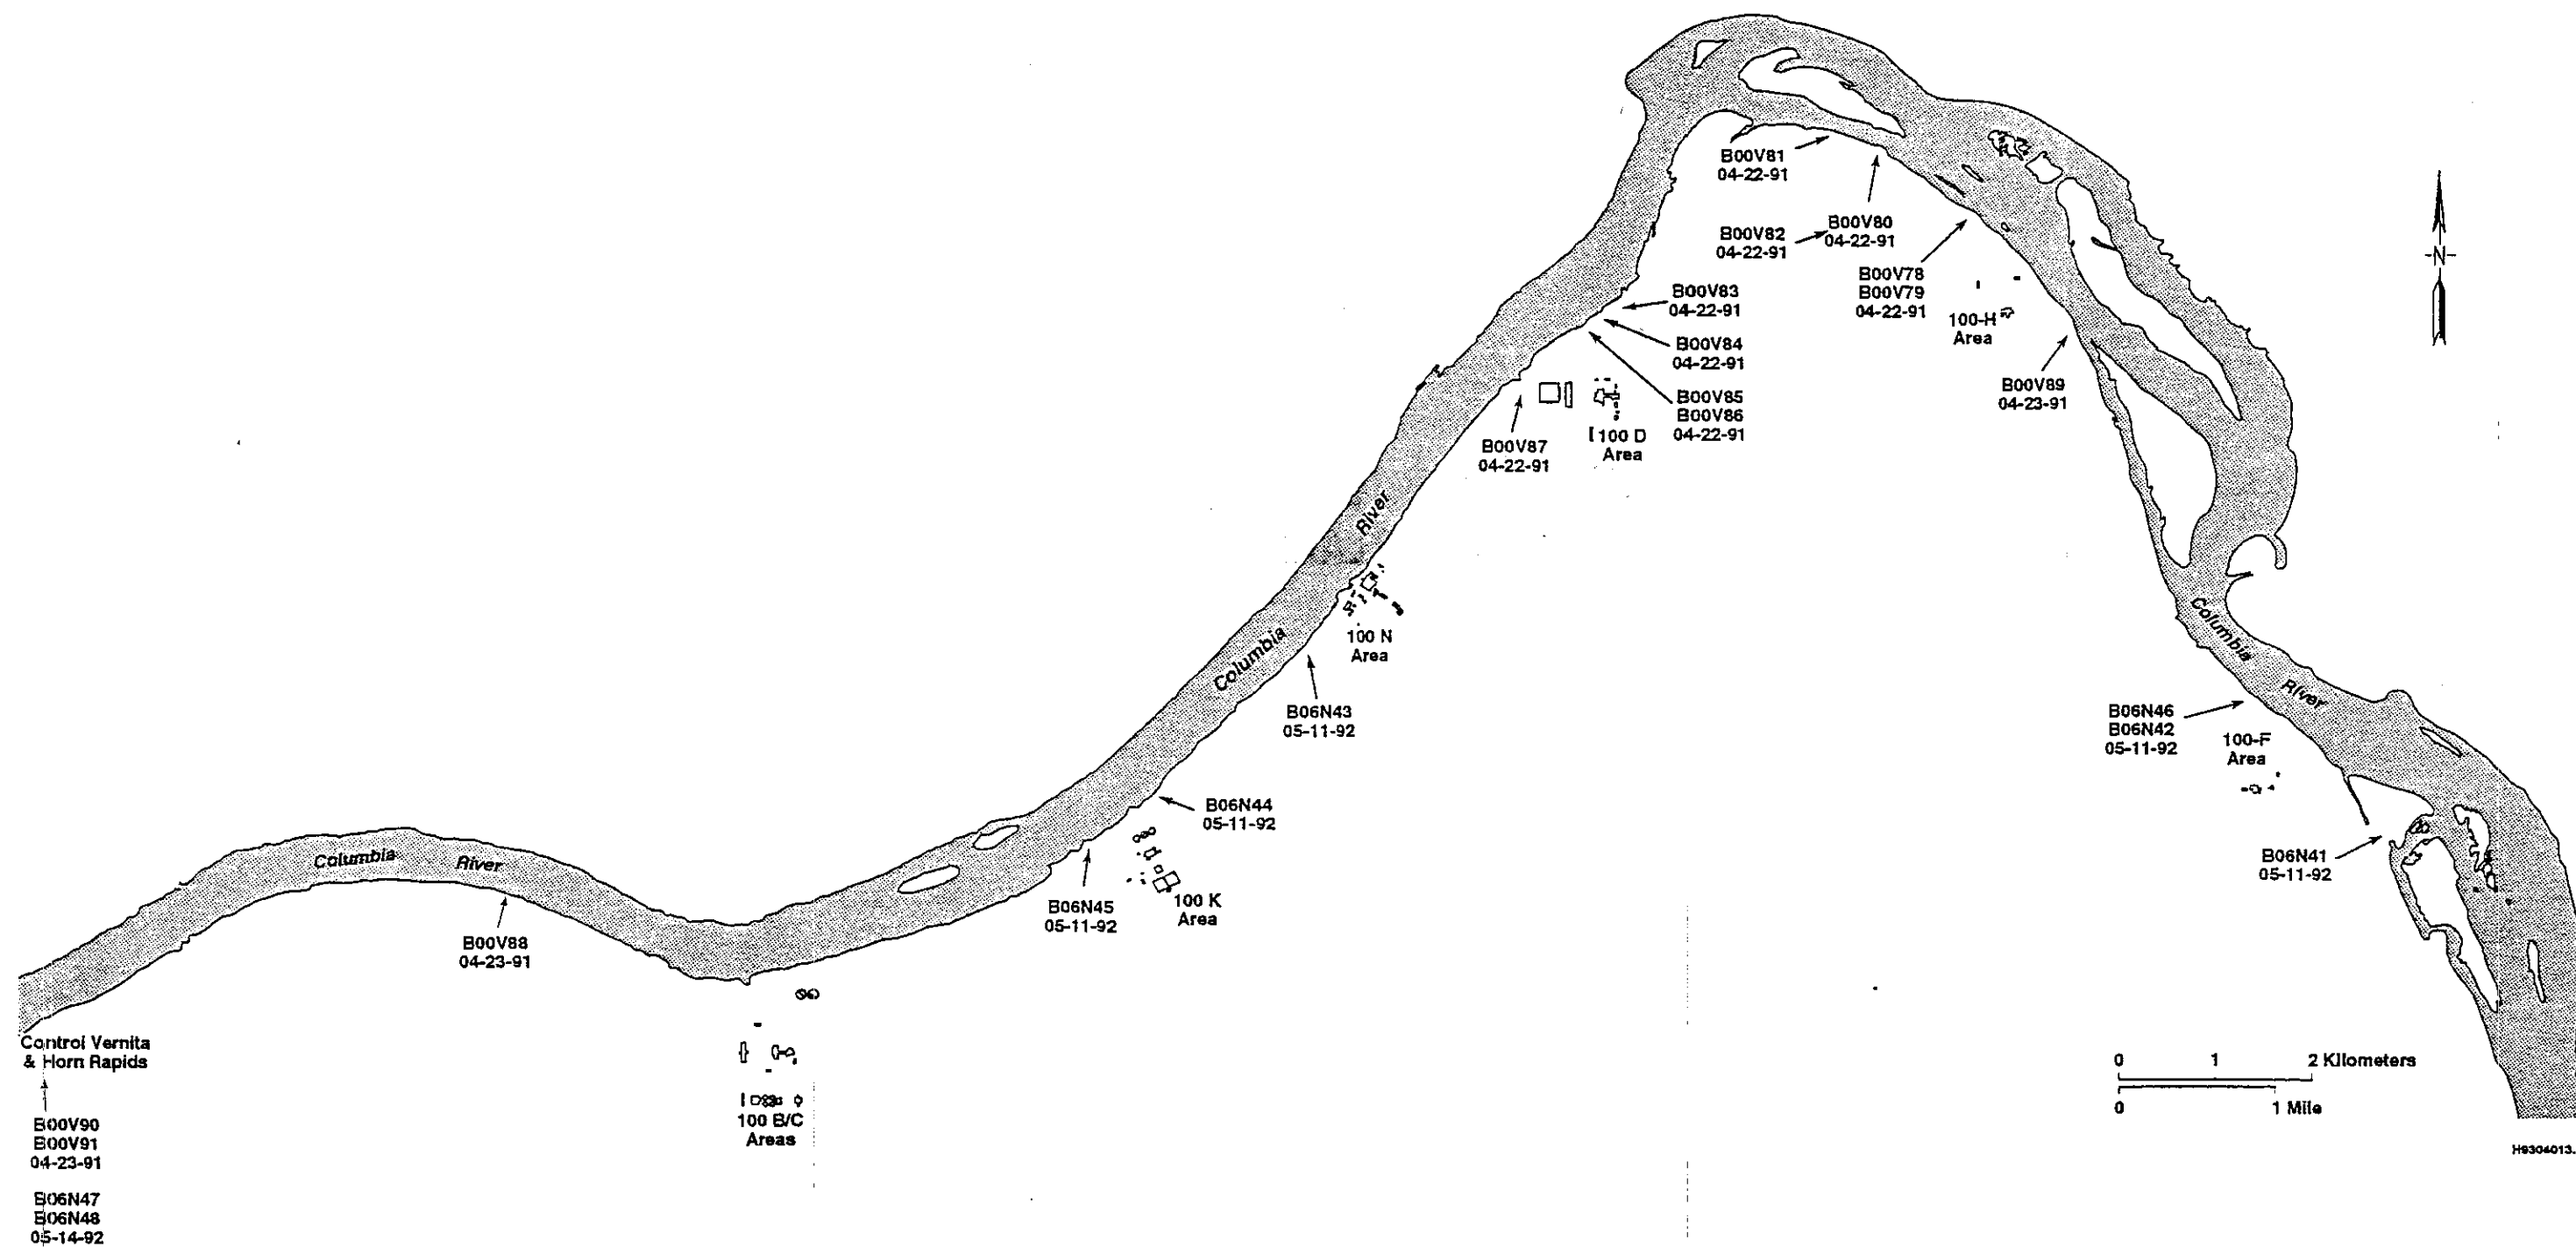 B00V81
04-22-91
B00V80
04-22-91
B00V82
04-22-91
-N-
B00V78
B00V79
04-22-91
B00V83
04-22-91
100-H
Area
B00V84
04-22-91
B00V89
04-23-91
B00V85
B00V86
04-22-91
B00V87
04-22-91
100 D
Area
Columbia River
100 N
Area
Columbia River
B06N43
05-11-92
B06N46
B06N42
05-11-92
100-F
Area
B06N44
05-11-92
Columbia River
B06N41
05-11-92
B06N45
05-11-92
100 K
Area
B00V88
04-23-91
Control Vernita
& Horn Rapids
0 1 2 Kilometers
0 1 Mile
B00V90
B00V91
04-23-91
100 B/C
Areas
H9304013.
B06N47
B06N48
05-14-92